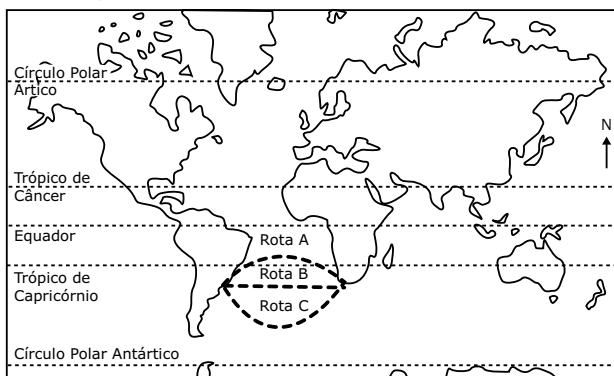 Círculo Polar
Ártico
N
Trópico de
Câncer
Equador
Rota A
Rota B
Trópico de
Capricórnio
Rota C
Círculo Polar Antártico